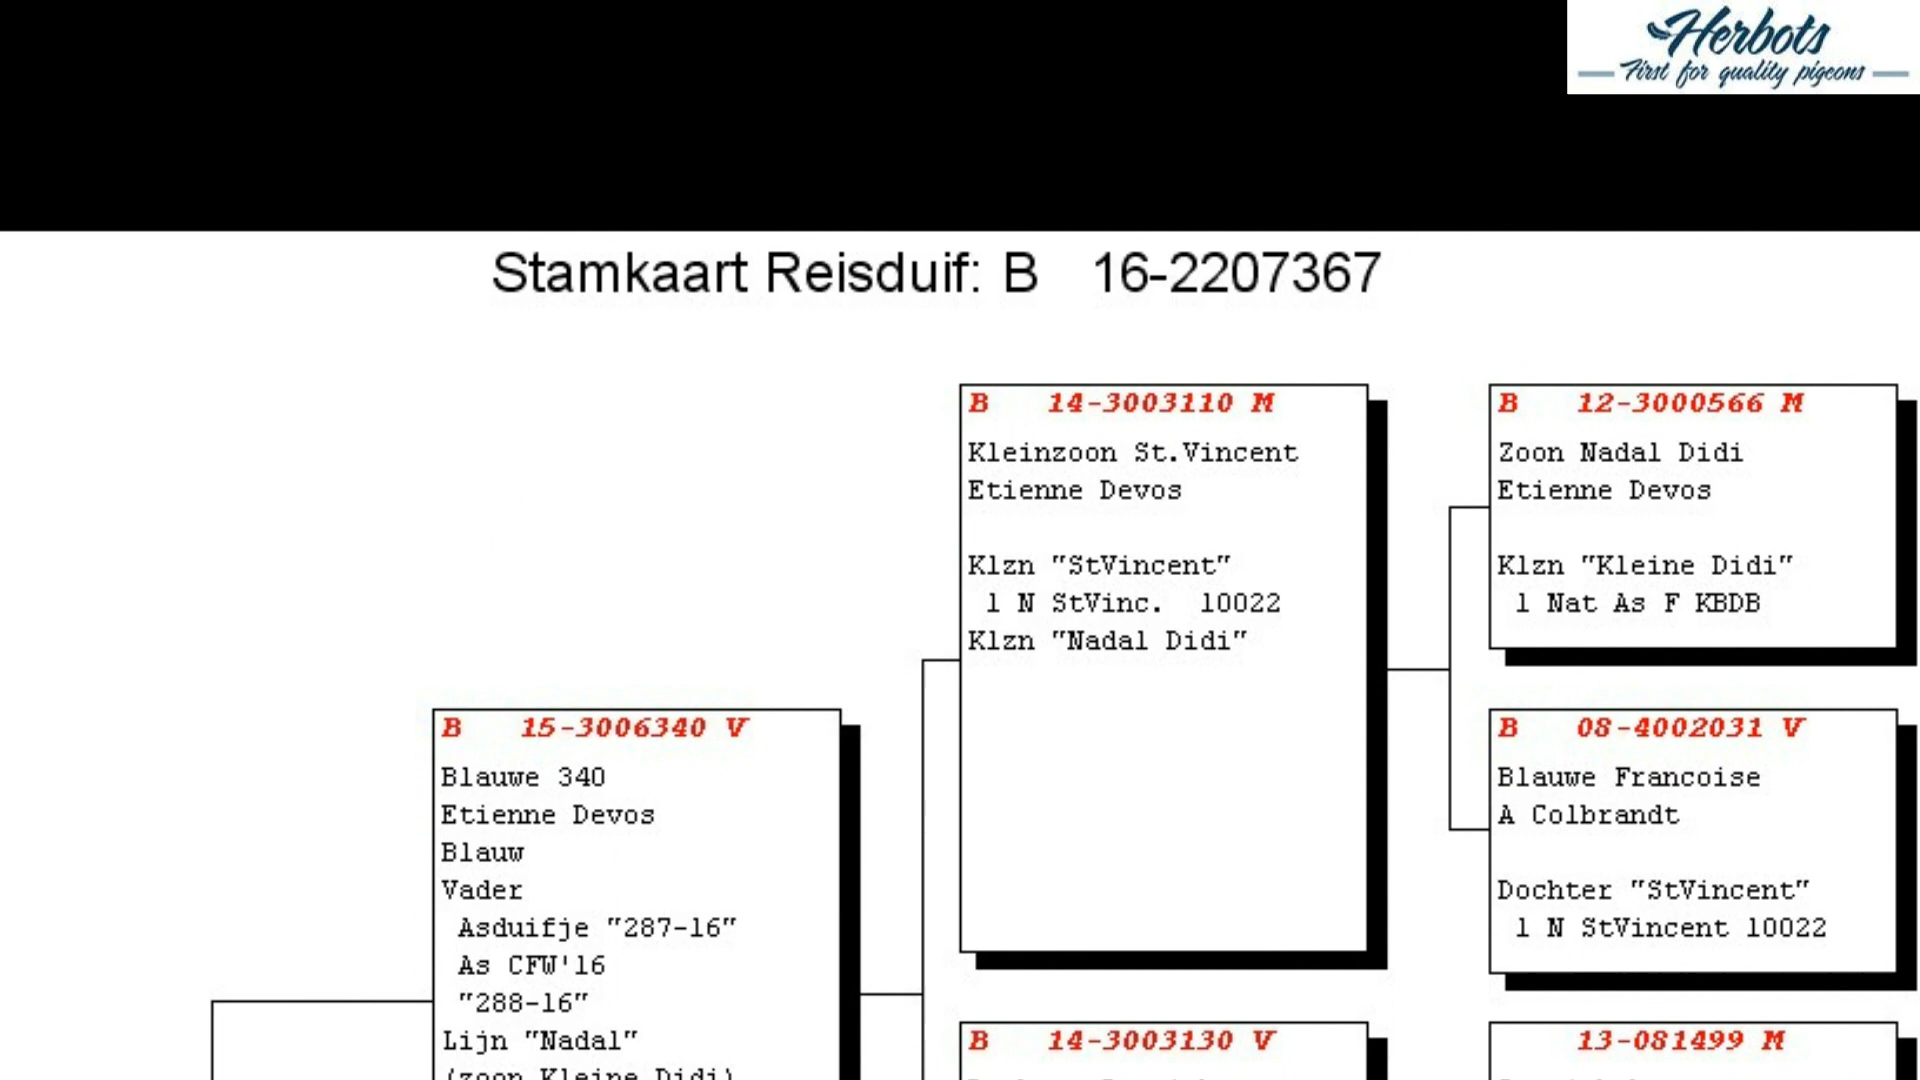 Herbots
First for quality pigeons
Stamkaart Reisduif: B 16-2207367
B 14-3003110 M
Kleinzoon St.Vincent
Etienne Devos
Klzn "StVincent"
1 N StVinc. 10022
Klzn "Nadal Didi"
B 12-3000566 M
Zoon Nadal Didi
Etienne Devos
Klzn "Kleine Didi"
1 Nat As F KBDB
B 15-3006340 V
Blauwe 340
Etienne Devos
Blauw
Vader
Asduifje "287-16"
As CFW'16
"288-16"
Lijn "Nadal"
(zoon Kleine Didi)
B 08-4002031 V
Blauwe Francoise
A Colbrandt
Dochter "StVincent"
1 N StVincent 10022
B 14-3003130 V
13-081499 M